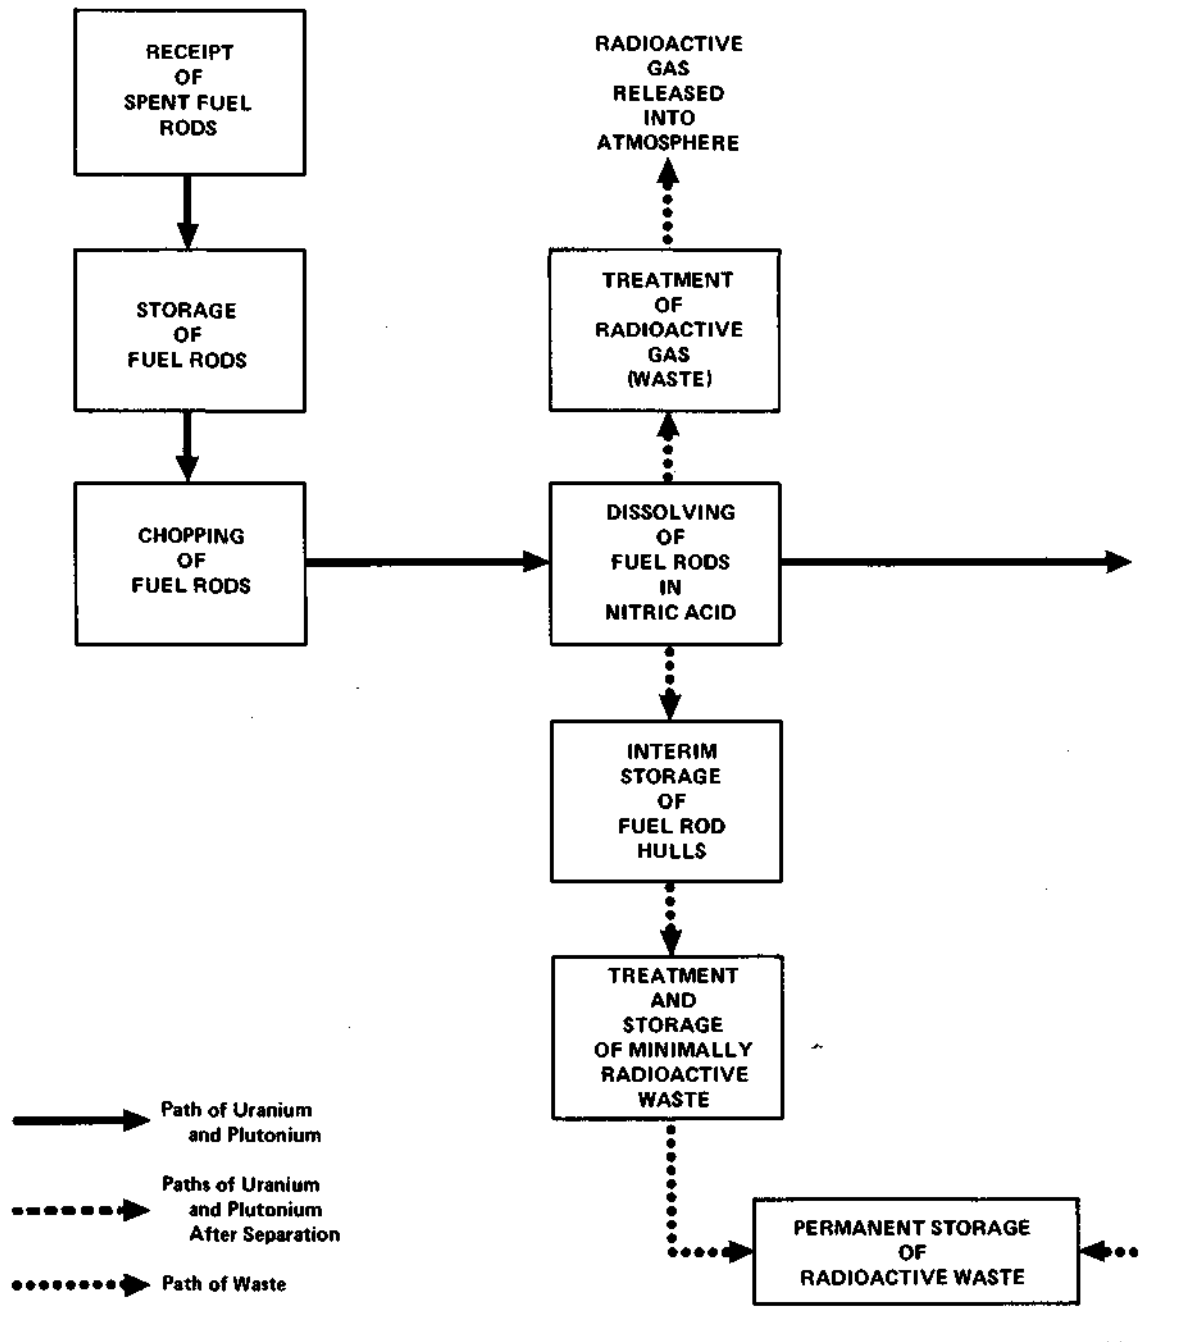 RECEIPT
OF
SPENT FUEL
RODS
STORAGE
OF
FUEL RODS
CHOPPING
OF
FUEL RODS
RADIOACTIVE
GAS
RELEASED
INTO
ATMOSPHERE
TREATMENT
OF
RADIOACTIVE
GAS
(WASTE)
DISSOLVING
OF
FUEL RODS
IN
NITRIC ACID
INTERIM
STORAGE
OF
FUEL ROD
HULLS
TREATMENT
AND
STORAGE
OF MINIMALLY
RADIOACTIVE
WASTE
PERMANENT STORAGE
OF
RADIOACTIVE WASTE
Path of Uranium
and Plutonium
Paths of Uranium
and Plutonium
After Separation
Path of Waste